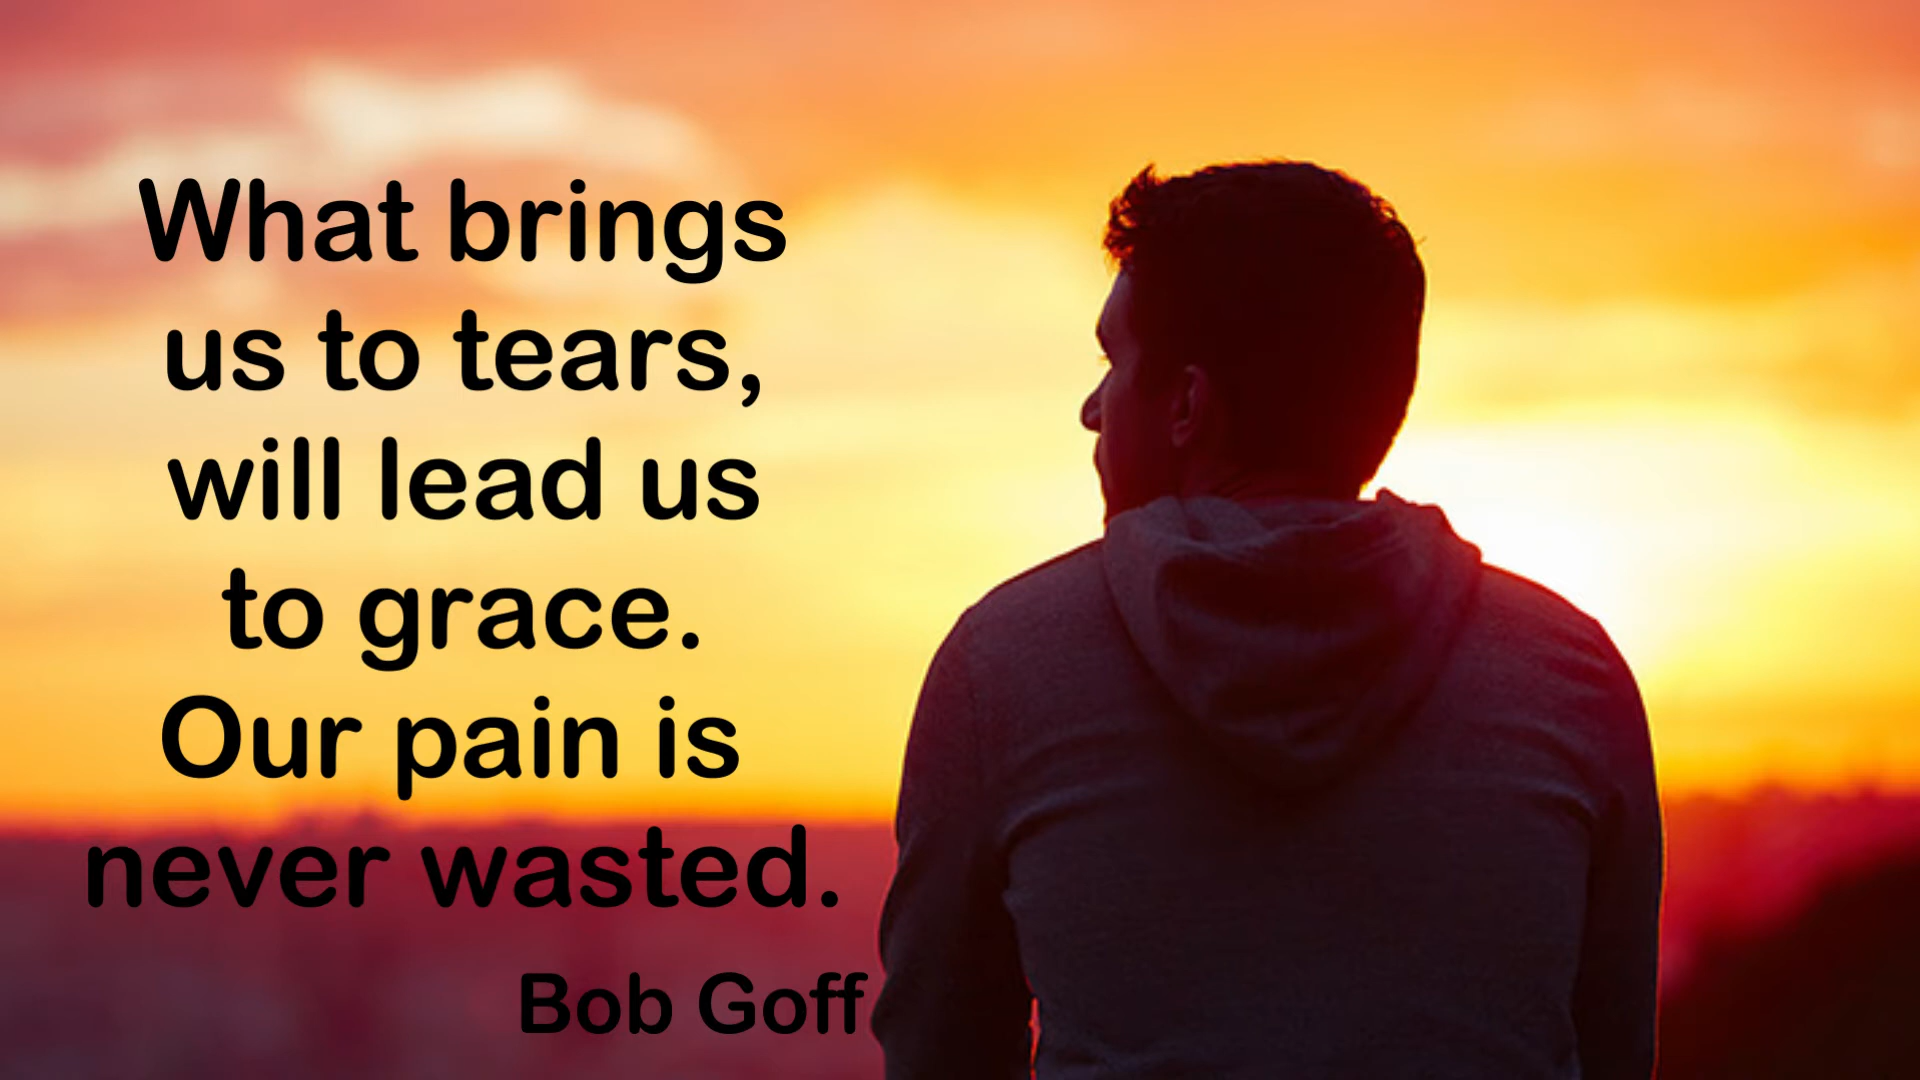 What brings
us to tears,
will lead us
to grace.
Our pain is
never wasted.
Bob Goff